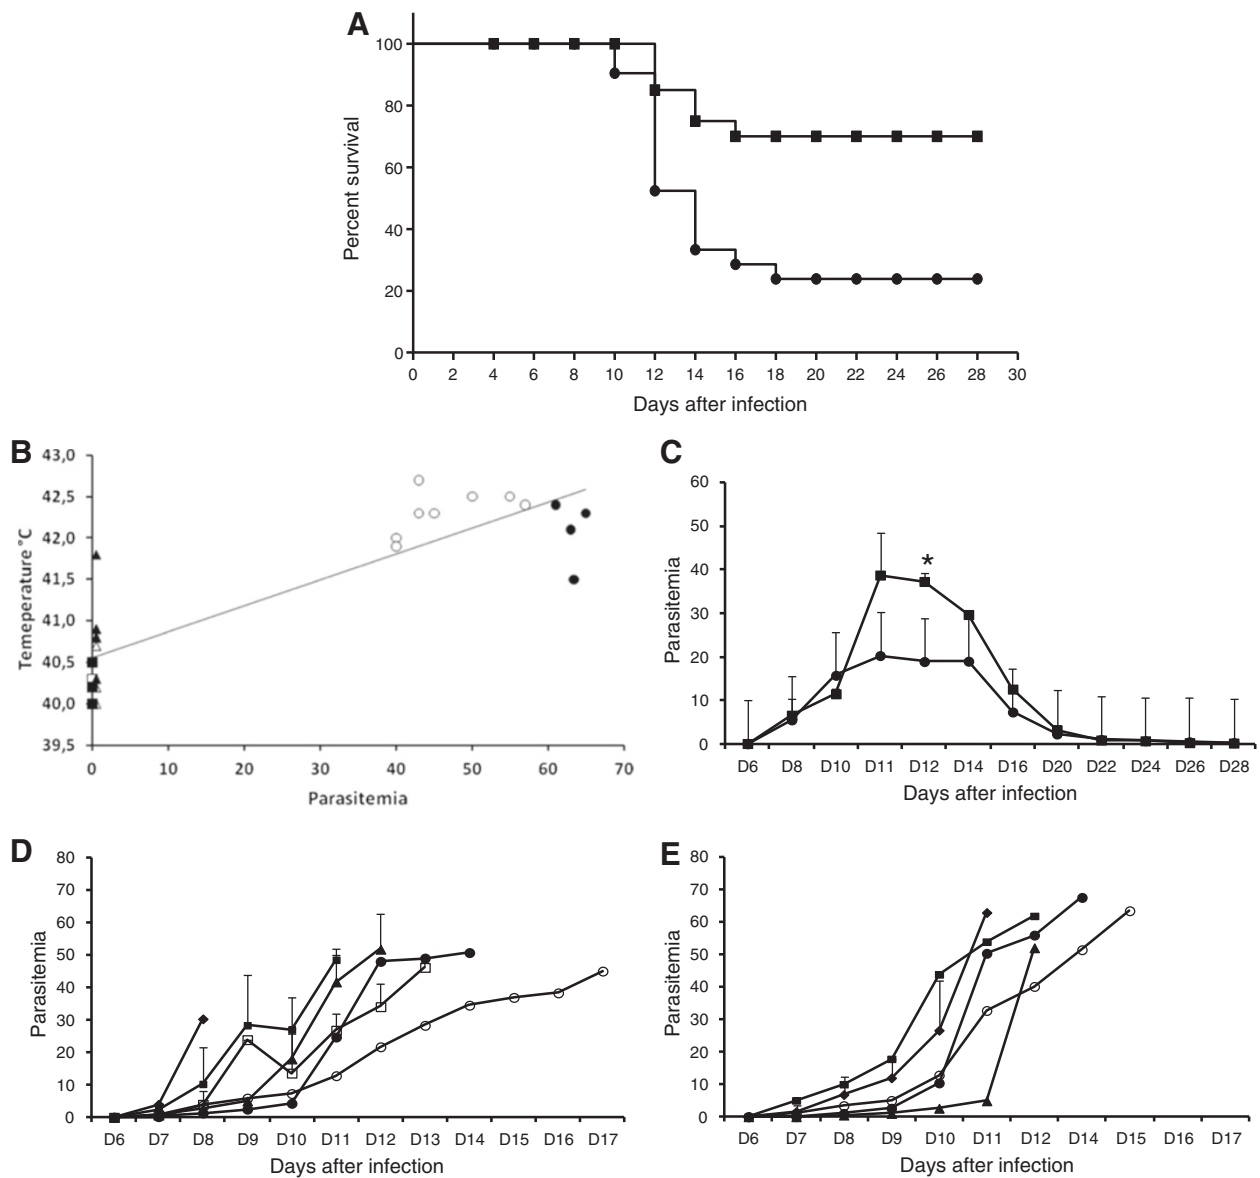 A
100
80
60
40
20
0
Percent survival
0 2 4 6 8 10 12 14 16 18 20 22 24 26 28 30
Days after infection
B
43,0
42,5
42,0
41,5
41,0
40,5
40,0
39,5
Temeperature °C
0 10 20 30 40 50 60 70
Parasitemia
C
60
50
40
30
20
10
0
Parasitemia
*
D6 D8 D10 D11 D12 D14 D16 D20 D22 D24 D26 D28
Days after infection
D
80
70
60
50
40
30
20
10
0
Parasitemia
D6 D7 D8 D9 D10 D11 D12 D13 D14 D15 D16 D17
Days after infection
E
80
70
60
50
40
30
20
10
0
Parasitemia
D6 D7 D8 D9 D10 D11 D12 D14 D15 D16 D17
Days after infection